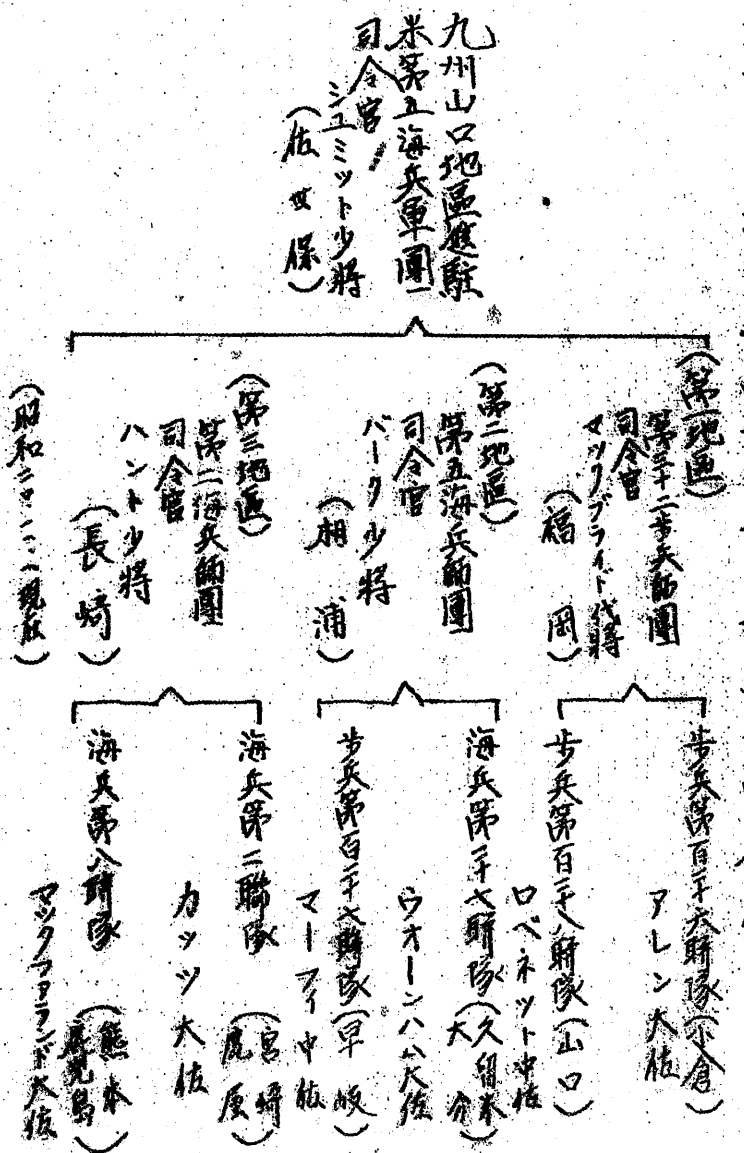 九州山口地區進駐
米第五海兵軍團
司令官
シュミット少將
（佐世保）
（第一地區）
第三十二歩兵師團
司令官
マックブライト代將
（福岡）
歩兵第百二十六聯隊（小倉）
アレン大佐
歩兵第百二十八聯隊（山口）
ロベネット中佐
（第二地區）
第五海兵師團
司令官
バーク少將
（相浦）
海兵第二十七聯隊（久留米 大分）
ウオーンハム大佐
歩兵第百二十七聯隊（早岐）
マーフィ中佐
（第三地區）
第二海兵師團
司令官
ハント少將
（長崎）
海兵第二聯隊（宮崎 鹿屋）
カッツ大佐
海兵第八聯隊（熊本 鹿児島）
マックファランド大佐
（昭和二〇、一一、八現在）